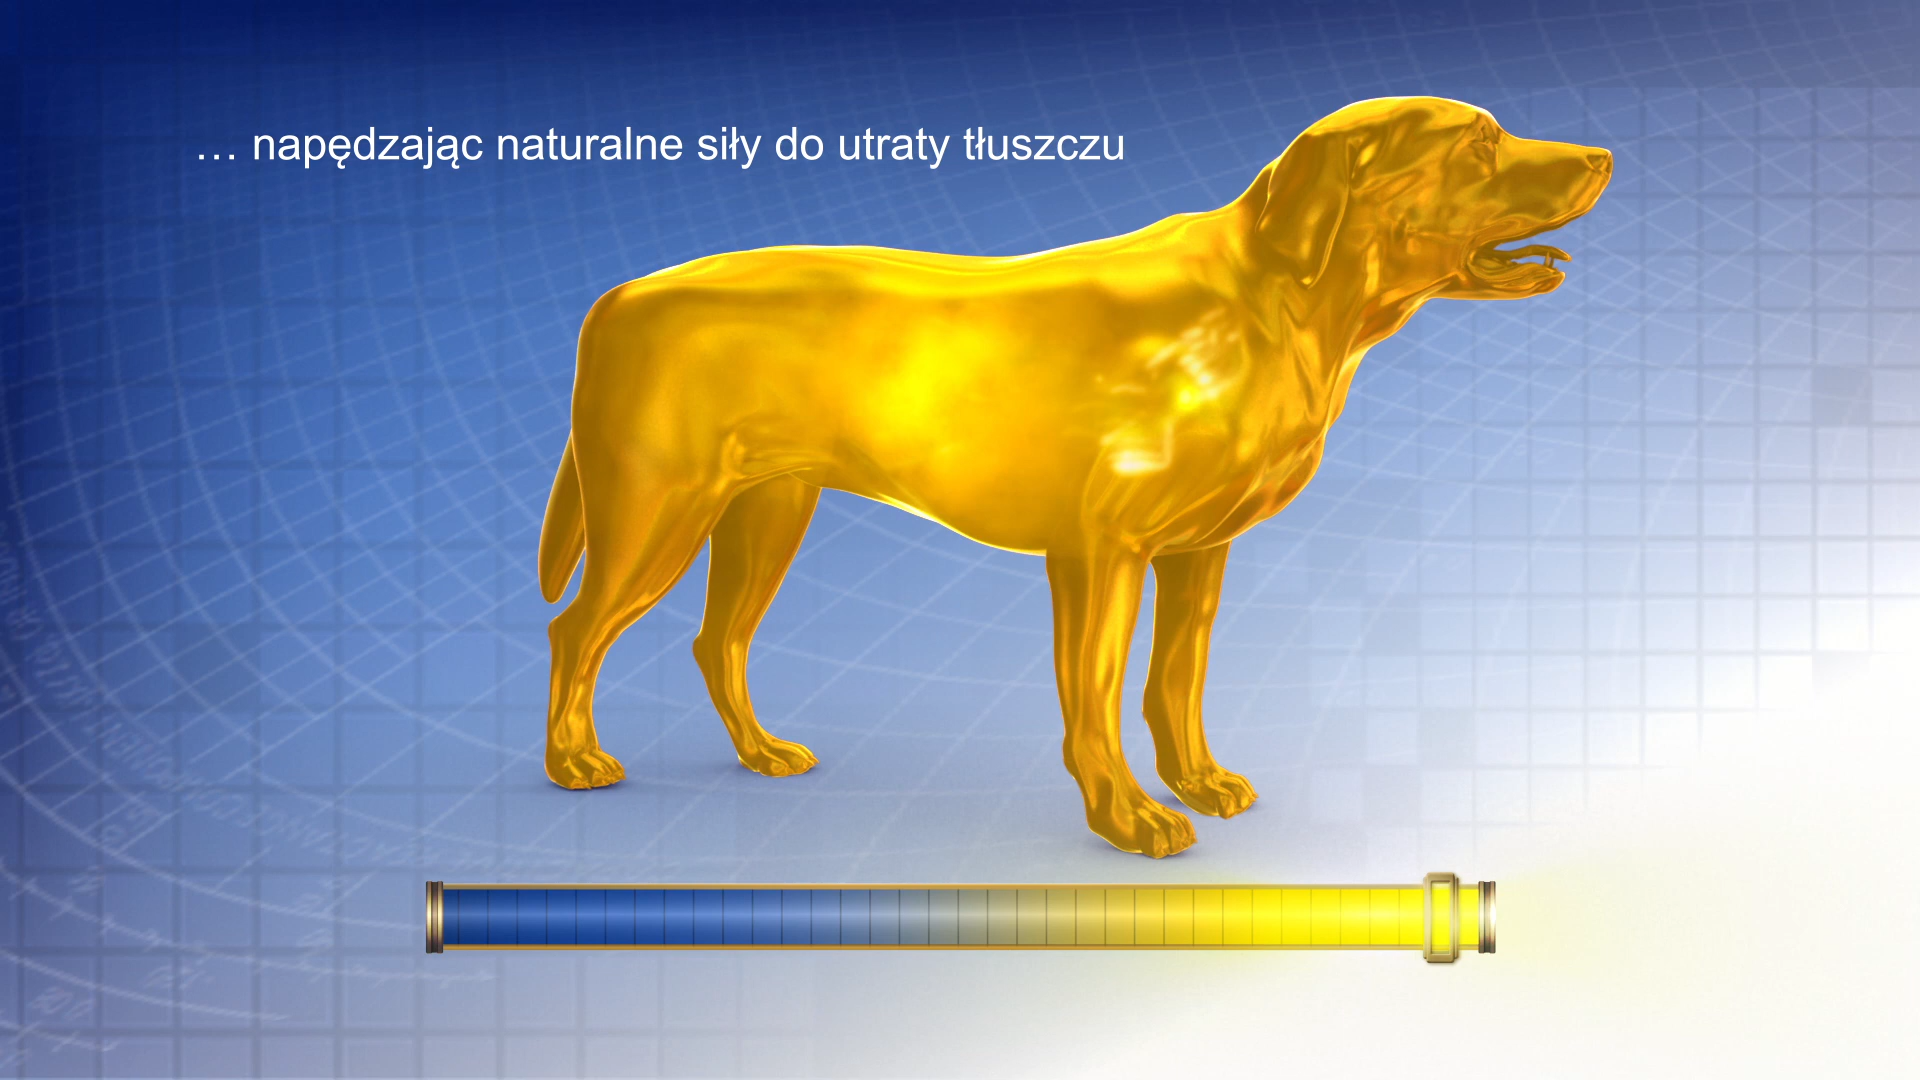 … napędzając naturalne siły do utraty tłuszczu